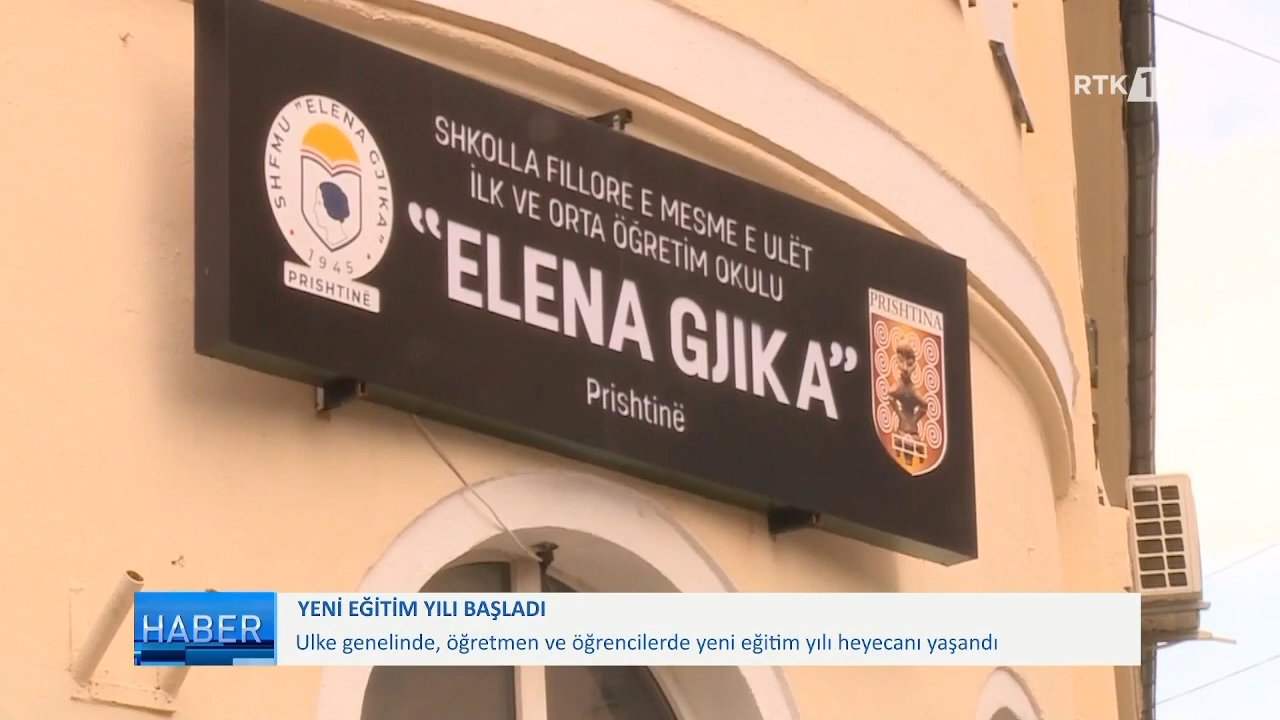 RTK 1
SHFMU "ELENA GJIKA"
1945
PRISHTINË
SHKOLLA FILLORE E MESME E ULËT
İLK VE ORTA ÖĞRETİM OKULU
“ELENA GJIKA”
Prishtinë
PRISHTINA
HABER
YENİ EĞİTİM YILI BAŞLADI
Ulke genelinde, öğretmen ve öğrencilerde yeni eğitim yılı heyecanı yaşandı